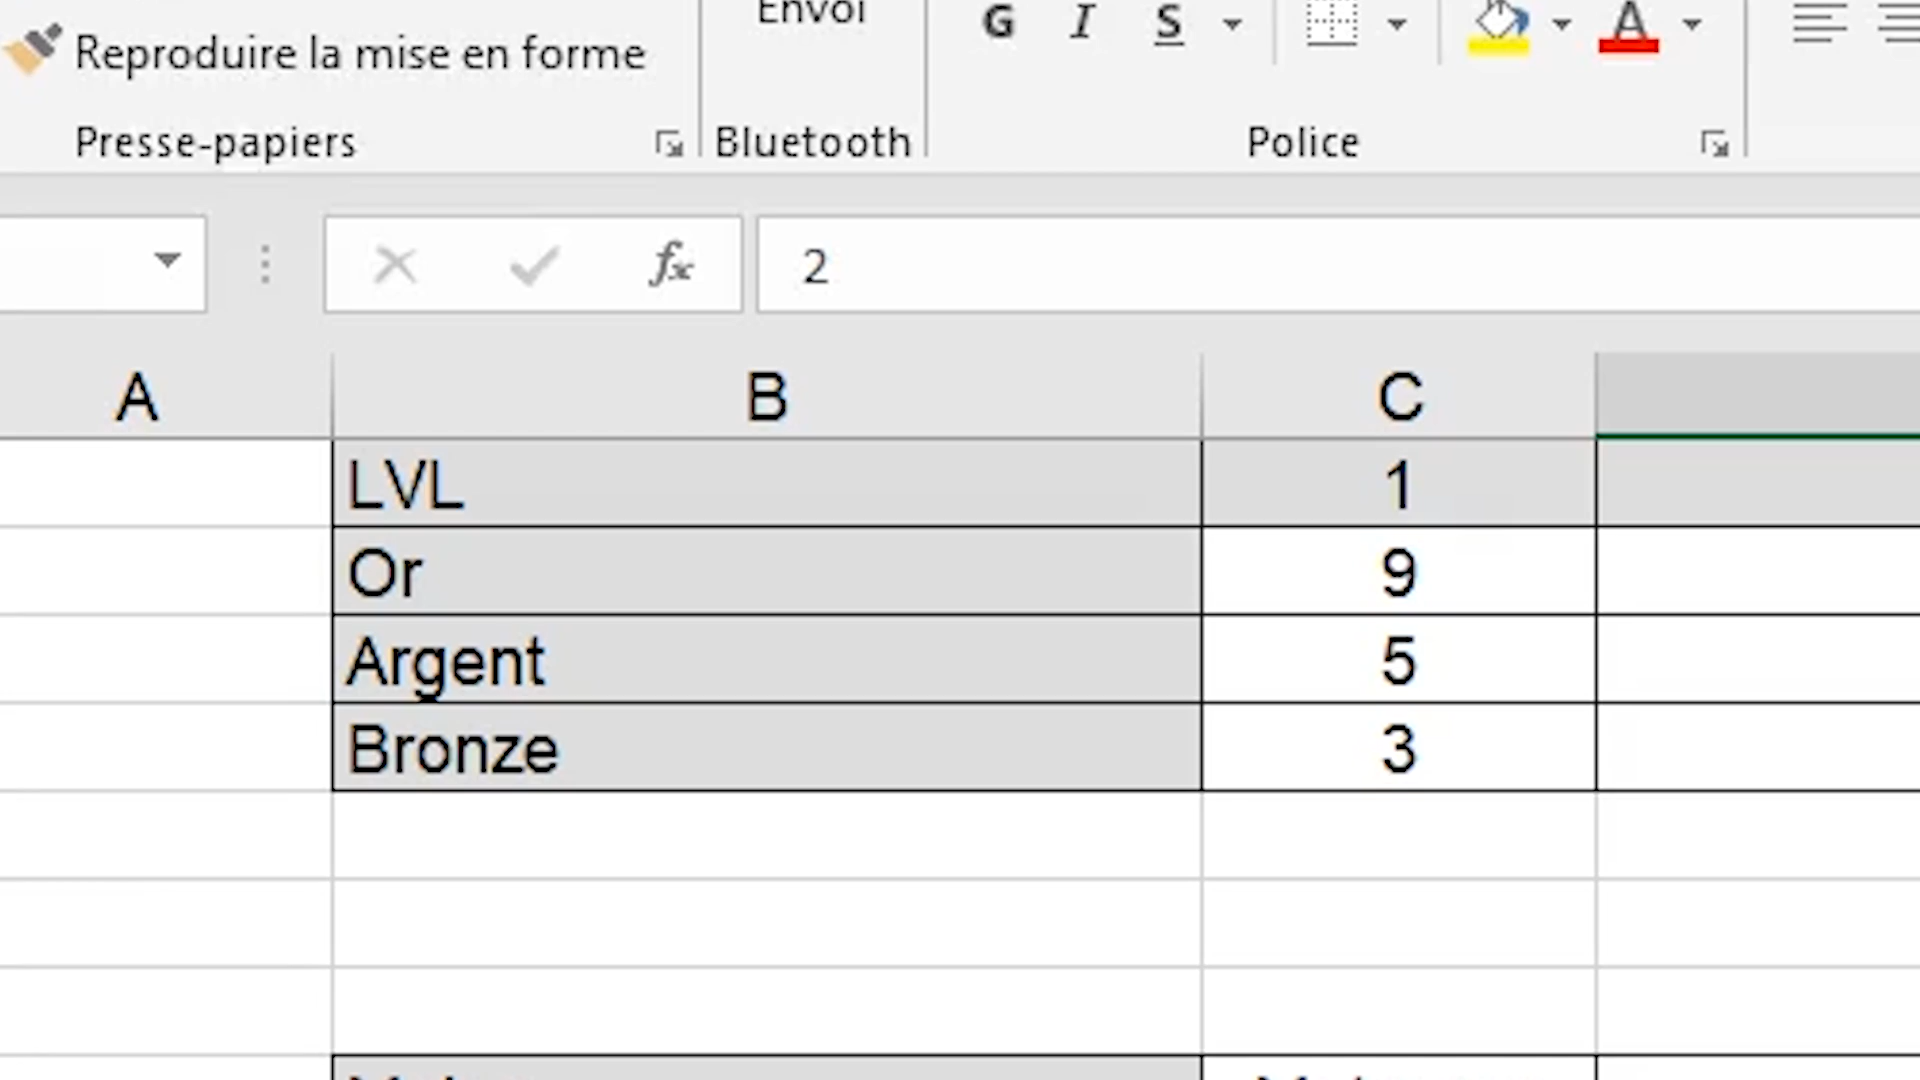 Envoi
G I S A
Reproduire la mise en forme
Presse-papiers Bluetooth Police
fx 2
A B C
LVL 1
Or 9
Argent 5
Bronze 3